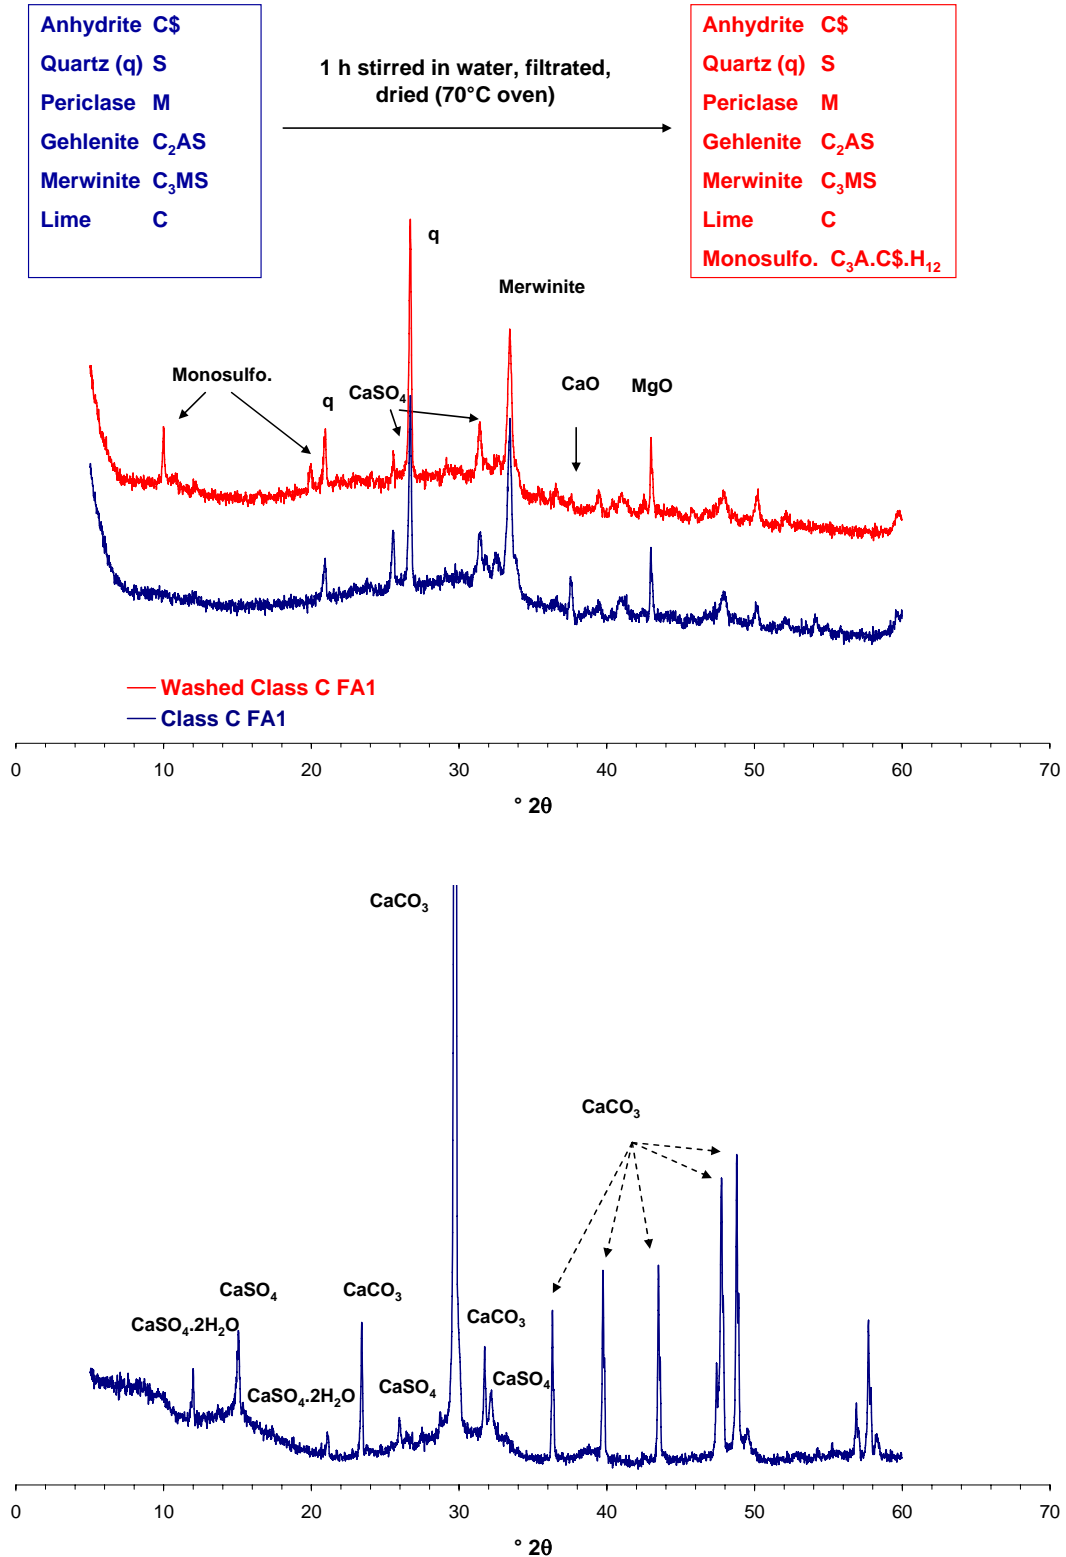 Anhydrite C$
Quartz (q) S
Periclase M
Gehlenite C₂AS
Merwinite C₃MS
Lime C
1 h stirred in water, filtrated,
dried (70°C oven)
Anhydrite C$
Quartz (q) S
Periclase M
Gehlenite C₂AS
Merwinite C₃MS
Lime C
Monosulfo. C₃A.C$.H₁₂
q
Merwinite
Monosulfo.
q
CaSO₄
CaO
MgO
Washed Class C FA1
Class C FA1
0 10 20 30 40 50 60 70
° 2θ
CaCO₃
CaCO₃
CaSO₄
CaCO₃
CaCO₃
CaSO₄.2H₂O
CaSO₄.2H₂O
CaSO₄
CaSO₄
0 10 20 30 40 50 60 70
° 2θ